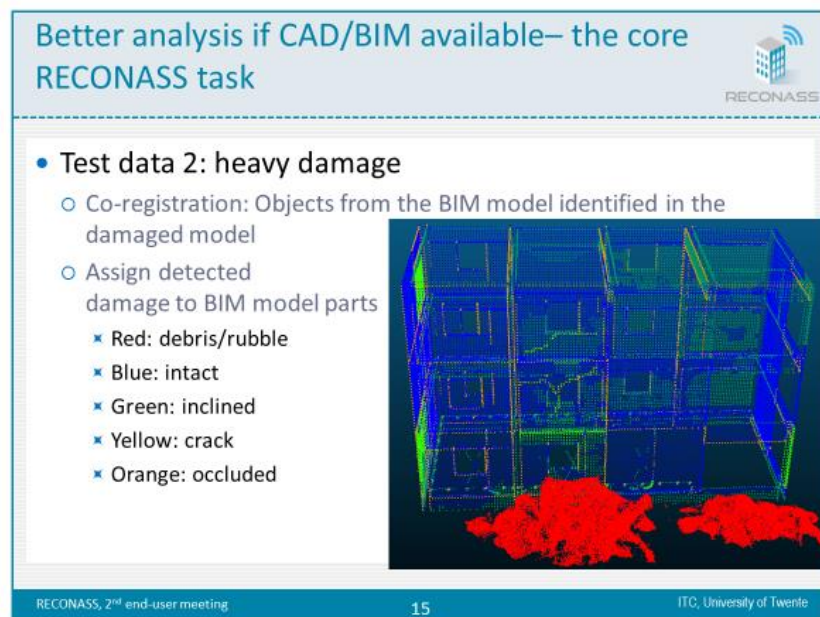 Better analysis if CAD/BIM available– the core
RECONASS task
RECONASS
• Test data 2: heavy damage
○ Co-registration: Objects from the BIM model identified in the
damaged model
○ Assign detected
damage to BIM model parts
✖ Red: debris/rubble
✖ Blue: intact
✖ Green: inclined
✖ Yellow: crack
✖ Orange: occluded
RECONASS, 2nd end-user meeting
15
ITC, University of Twente